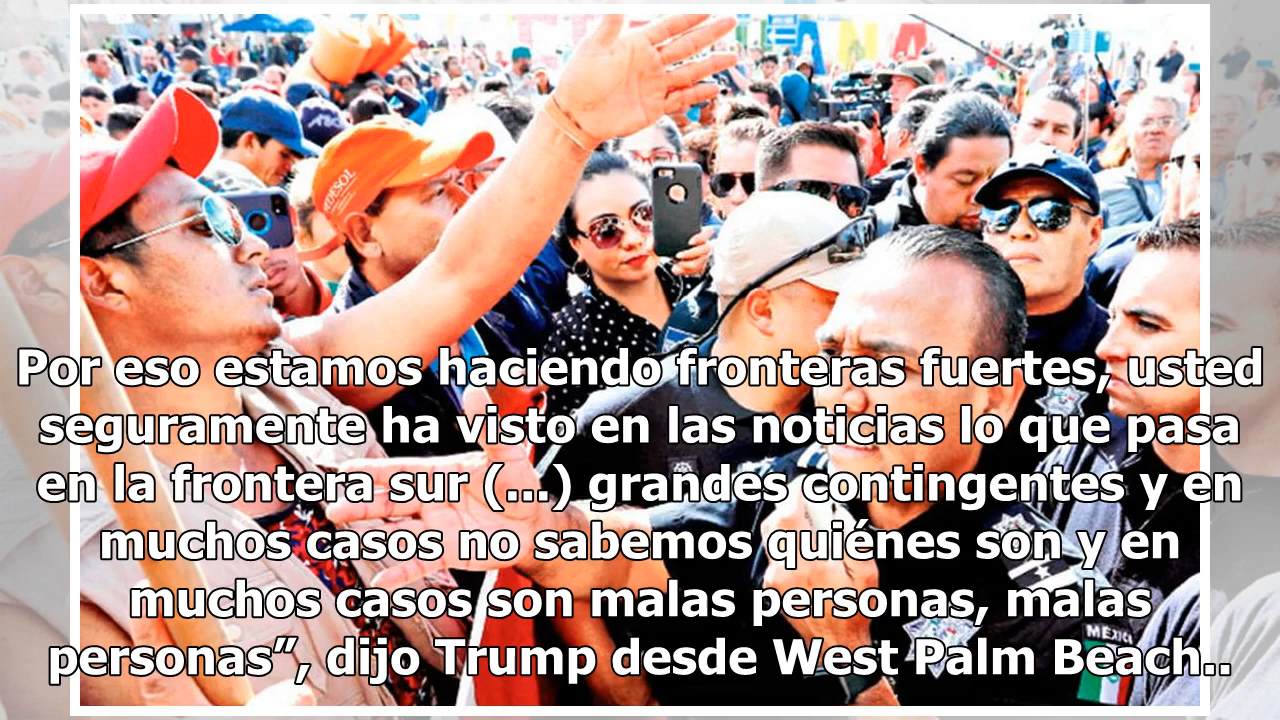 ANA
Por eso estamos haciendo fronteras fuertes, usted
seguramente ha visto en las noticias lo que pasa
en la frontera sur (...) grandes contingentes y en
muchos casos no sabemos quiénes son y en
muchos casos son malas personas, malas
personas”, dijo Trump desde West Palm Beach..
MÉXICO